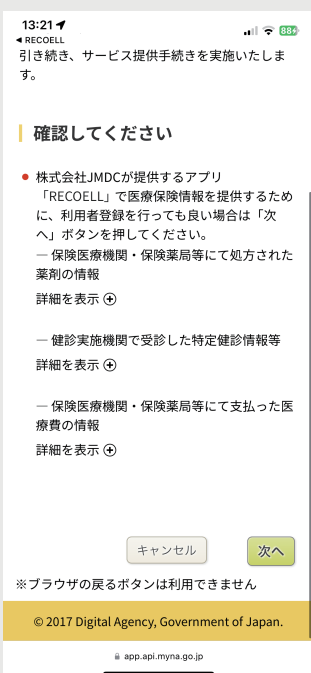 13:21
88
◀ RECOELL
引き続き、サービス提供手続きを実施いたしま
す。
確認してください
株式会社JMDCが提供するアプリ
「RECOELL」で医療保険情報を提供するため
に、利用者登録を行っても良い場合は「次
へ」ボタンを押してください。
― 保険医療機関・保険薬局等にて処方された
薬剤の情報
詳細を表示
― 健診実施機関で受診した特定健診情報等
詳細を表示
― 保険医療機関・保険薬局等にて支払った医
療費の情報
詳細を表示
キャンセル
次へ
※ブラウザの戻るボタンは利用できません
© 2017 Digital Agency, Government of Japan.
app.api.myna.go.jp